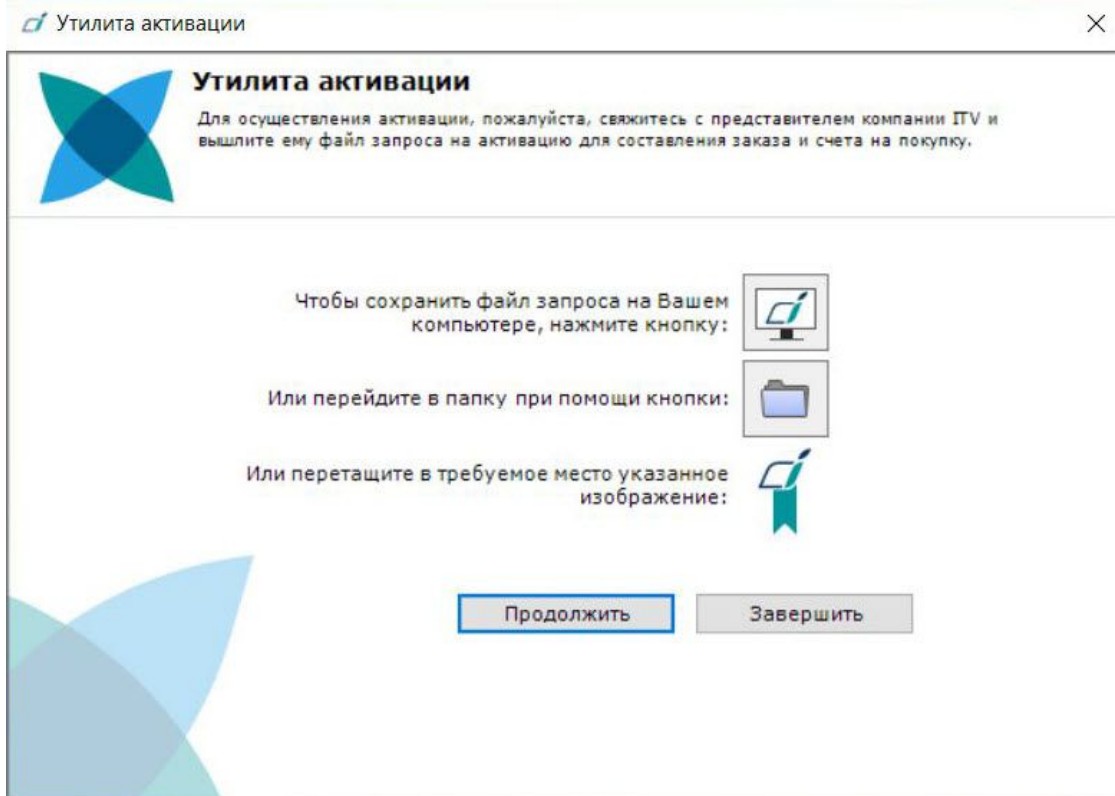 Утилита активации
Утилита активации
Для осуществления активации, пожалуйста, свяжитесь с представителем компании ITV и
вышлите ему файл запроса на активацию для составления заказа и счета на покупку.
Чтобы сохранить файл запроса на Вашем
компьютере, нажмите кнопку:
Или перейдите в папку при помощи кнопки:
Или перетащите в требуемое место указанное
изображение:
Продолжить
Завершить